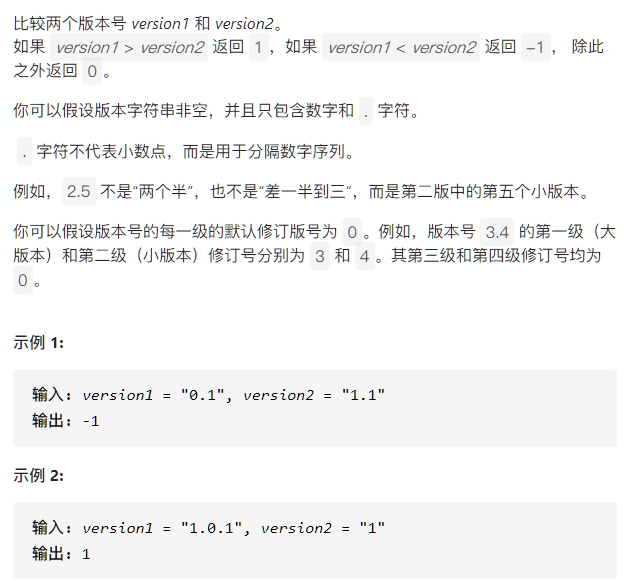 比较两个版本号 version1 和 version2。
如果 version1 > version2 返回 1，如果 version1 < version2 返回 -1， 除此
之外返回 0。
你可以假设版本字符串非空，并且只包含数字和 . 字符。
. 字符不代表小数点，而是用于分隔数字序列。
例如，2.5 不是“两个半”，也不是“差一半到三”，而是第二版中的第五个小版本。
你可以假设版本号的每一级的默认修订版号为 0。例如，版本号 3.4 的第一级（大
版本）和第二级（小版本）修订号分别为 3 和 4。其第三级和第四级修订号均为
0。
示例 1:
输入: version1 = "0.1", version2 = "1.1"
输出: -1
示例 2:
输入: version1 = "1.0.1", version2 = "1"
输出: 1